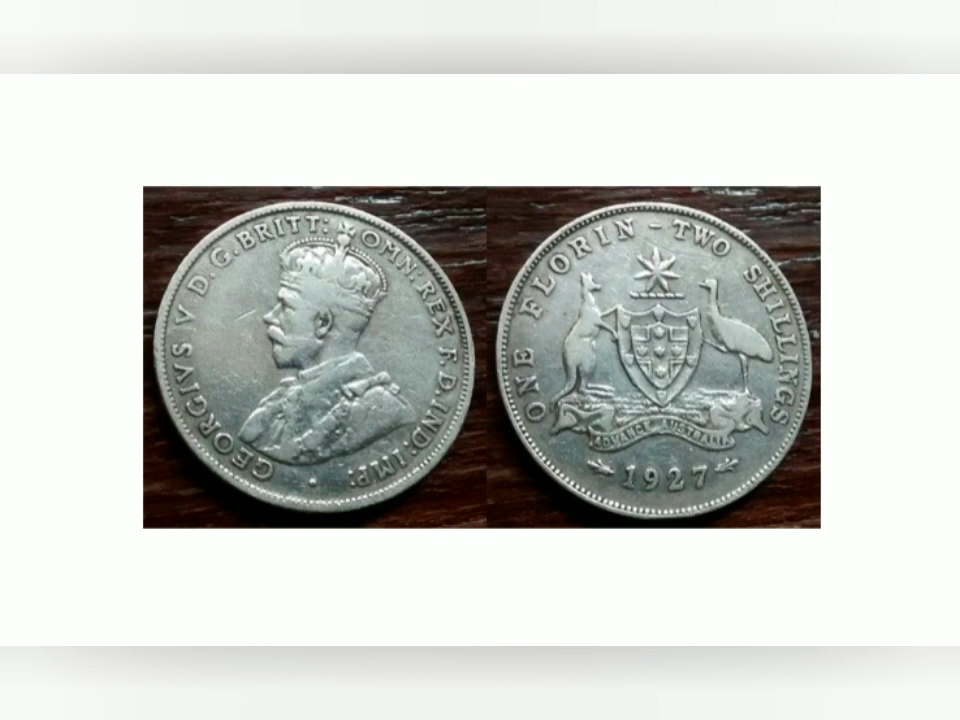 GEORGIVS V D.G.BRITT: OMN:REX F.D.IND:IMP:
ONE FLORIN - TWO SHILLINGS
ADVANCE AUSTRALIA
1927